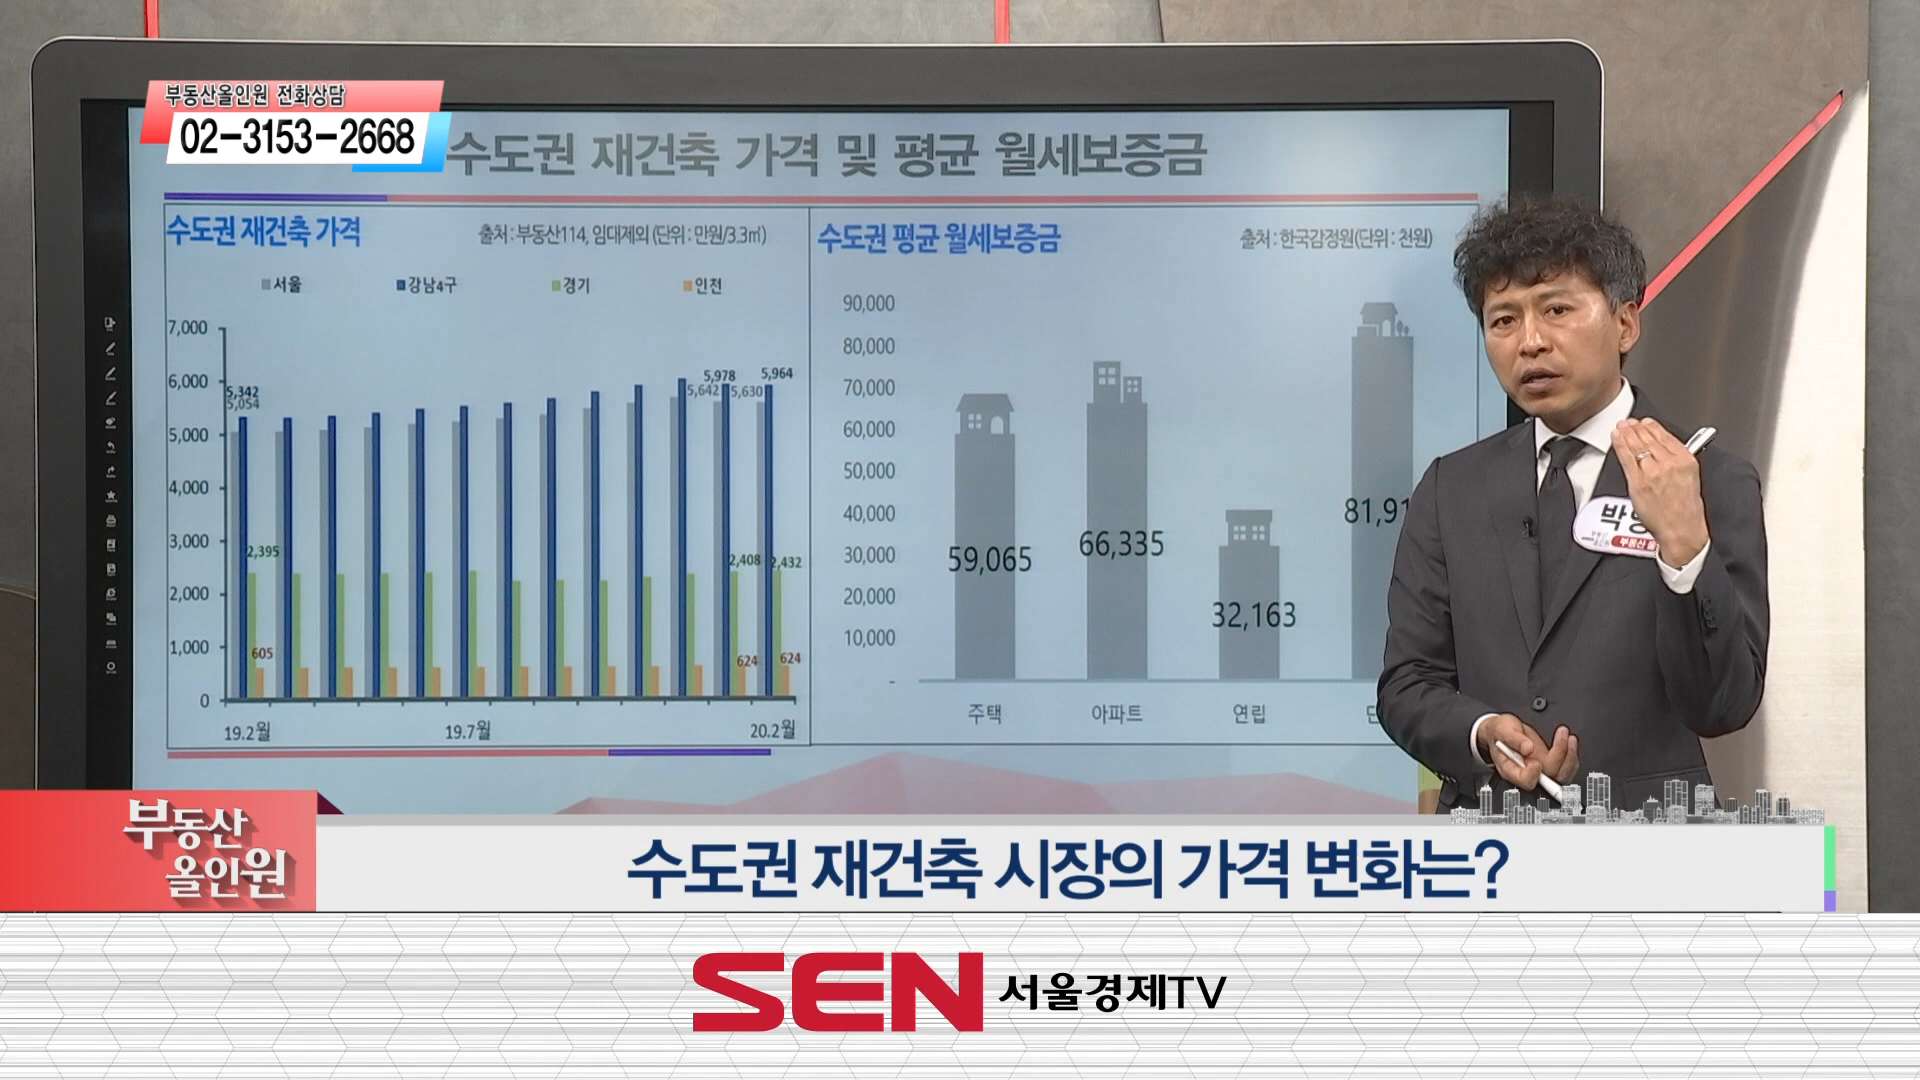 부동산올인원 전화상담
02-3153-2668
수도권 재건축 가격 및 평균 월세보증금
수도권 재건축 가격
출처 : 부동산114, 임대제외 (단위 : 만원/3.3㎡)
서울 강남4구 경기 인천
7,000
6,000
5,000
4,000
3,000
2,000
1,000
0
5,342
5,054
2,395
605
5,978
5,642
2,408
624
5,964
5,630
2,432
624
19.2월 19.7월 20.2월
수도권 평균 월세보증금
출처 : 한국감정원(단위 : 천원)
90,000
80,000
70,000
60,000
50,000
40,000
30,000
20,000
10,000
-
59,065
66,335
32,163
81,91
주택 아파트 연립
박
부동산
부동산
올인원
수도권 재건축 시장의 가격 변화는?
SEN 서울경제TV